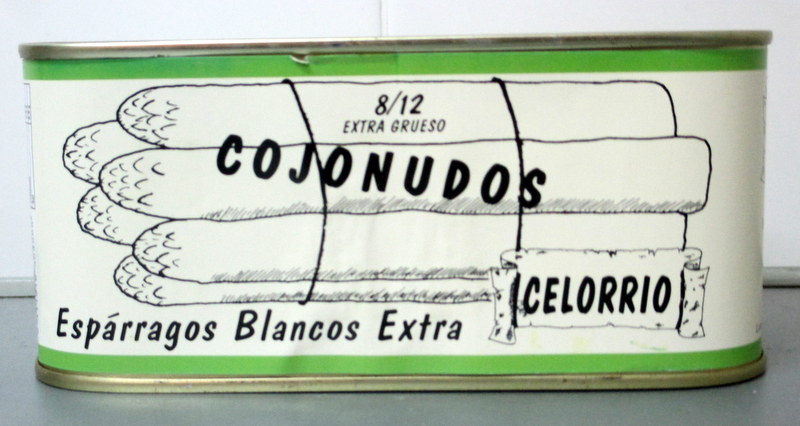 8/12
EXTRA GRUESO
COJONUDOS
CELORRIO
Espárragos Blancos Extra